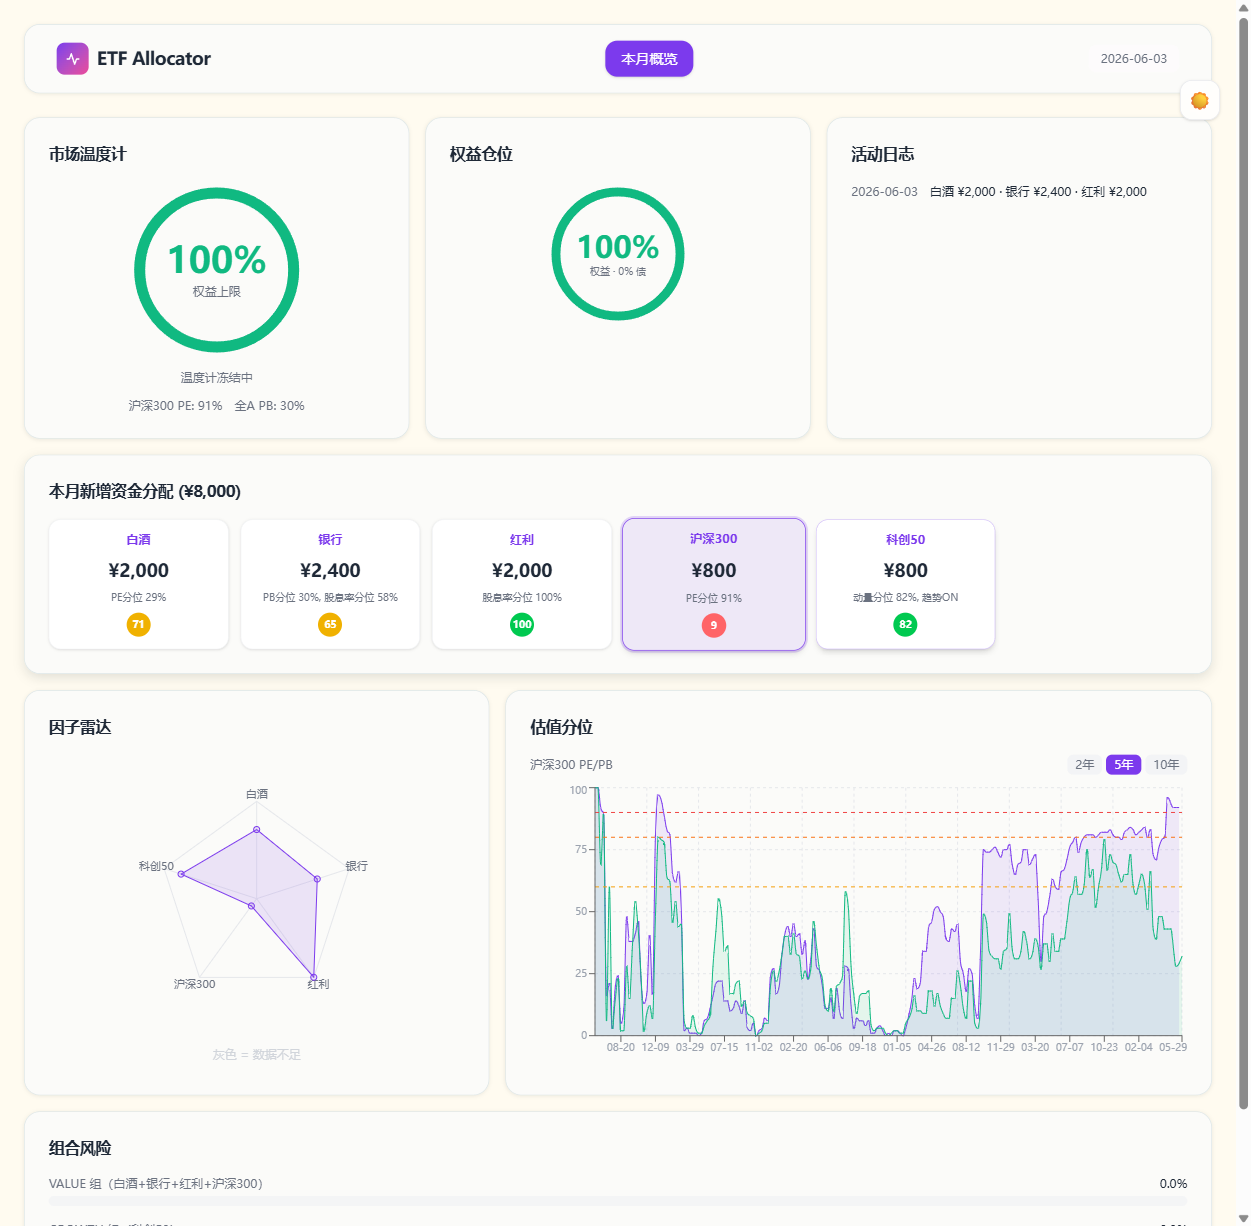 ETF Allocator
本月概览
2026-06-03
市场温度计
100%
权益上限
温度计冻结中
沪深300 PE: 91% 全A PB: 30%
权益仓位
100%
权益 · 0% 债
活动日志
2026-06-03 白酒 ¥2,000 · 银行 ¥2,400 · 红利 ¥2,000
本月新增资金分配 (¥8,000)
白酒
¥2,000
PE分位 29%
71
银行
¥2,400
PB分位 30%, 股息率分位 58%
65
红利
¥2,000
股息率分位 100%
100
沪深300
¥800
PE分位 91%
9
科创50
¥800
动量分位 82%, 趋势ON
82
因子雷达
白酒
银行
红利
沪深300
科创50
灰色 = 数据不足
估值分位
沪深300 PE/PB
2年 5年 10年
100
75
50
25
0
08-20 12-09 03-29 07-15 11-02 02-20 06-06 09-18 01-05 04-26 08-12 11-29 03-20 07-07 10-23 02-04 05-29
组合风险
VALUE 组（白酒+银行+红利+沪深300） 0.0%